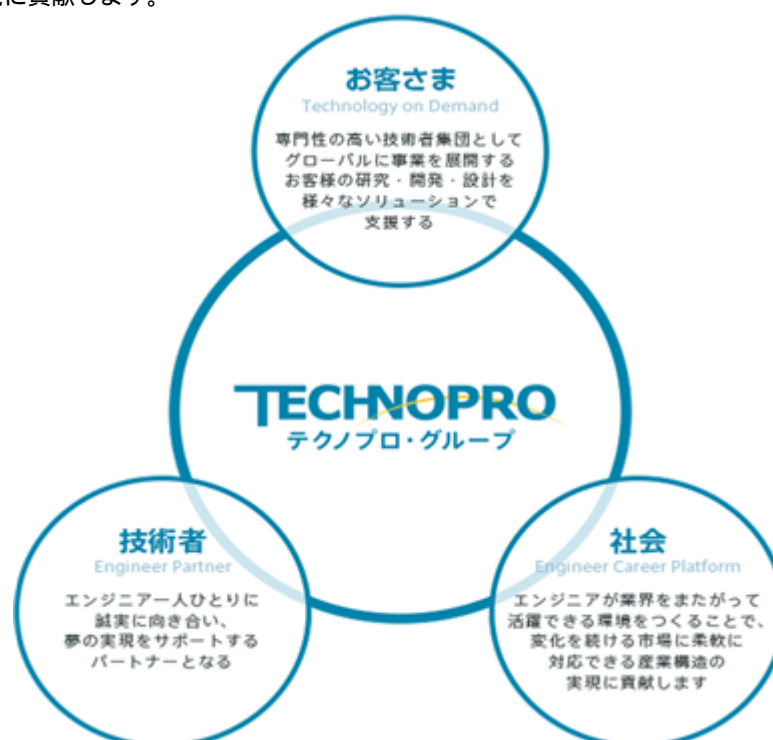 に貢献します。
お客さま
Technology on Demand
専門性の高い技術者集団として
グローバルに事業を展開する
お客様の研究・開発・設計を
様々なソリューションで
支援する
TECHNOPRO
テクノプロ・グループ
技術者
Engineer Partner
エンジニア一人ひとりに
誠実に向き合い、
夢の実現をサポートする
パートナーとなる
社会
Engineer Career Platform
エンジニアが業界をまたがって
活躍できる環境をつくることで、
変化を続ける市場に柔軟に
対応できる産業構造の
実現に貢献します